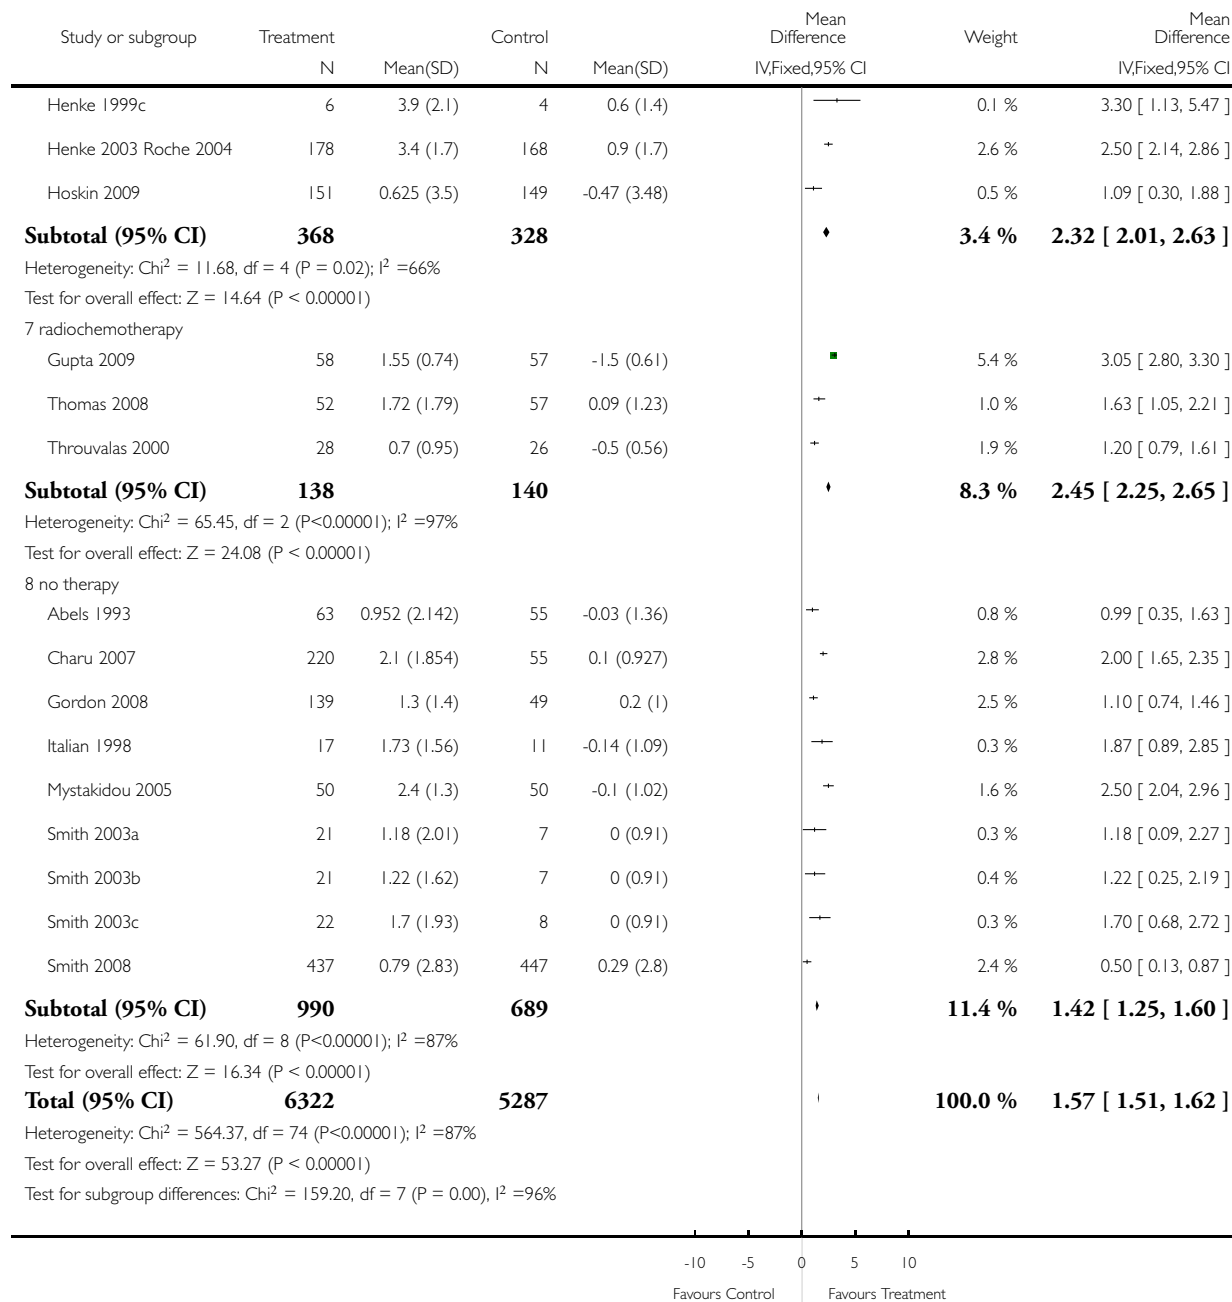 Study or subgroup Treatment Control Mean Difference Weight Mean Difference
N Mean(SD) N Mean(SD) IV,Fixed,95% CI IV,Fixed,95% CI
Henke 1999c 6 3.9 (2.1) 4 0.6 (1.4) 0.1 % 3.30 [ 1.13, 5.47 ]
Henke 2003 Roche 2004 178 3.4 (1.7) 168 0.9 (1.7) 2.6 % 2.50 [ 2.14, 2.86 ]
Hoskin 2009 151 0.625 (3.5) 149 -0.47 (3.48) 0.5 % 1.09 [ 0.30, 1.88 ]
Subtotal (95% CI) 368 328 3.4 % 2.32 [ 2.01, 2.63 ]
Heterogeneity: Chi² = 11.68, df = 4 (P = 0.02); I² =66%
Test for overall effect: Z = 14.64 (P < 0.00001)
7 radiochemotherapy
Gupta 2009 58 1.55 (0.74) 57 -1.5 (0.61) 5.4 % 3.05 [ 2.80, 3.30 ]
Thomas 2008 52 1.72 (1.79) 57 0.09 (1.23) 1.0 % 1.63 [ 1.05, 2.21 ]
Throuvalas 2000 28 0.7 (0.95) 26 -0.5 (0.56) 1.9 % 1.20 [ 0.79, 1.61 ]
Subtotal (95% CI) 138 140 8.3 % 2.45 [ 2.25, 2.65 ]
Heterogeneity: Chi² = 65.45, df = 2 (P<0.00001); I² =97%
Test for overall effect: Z = 24.08 (P < 0.00001)
8 no therapy
Abels 1993 63 0.952 (2.142) 55 -0.03 (1.36) 0.8 % 0.99 [ 0.35, 1.63 ]
Charu 2007 220 2.1 (1.854) 55 0.1 (0.927) 2.8 % 2.00 [ 1.65, 2.35 ]
Gordon 2008 139 1.3 (1.4) 49 0.2 (1) 2.5 % 1.10 [ 0.74, 1.46 ]
Italian 1998 17 1.73 (1.56) 11 -0.14 (1.09) 0.3 % 1.87 [ 0.89, 2.85 ]
Mystakidou 2005 50 2.4 (1.3) 50 -0.1 (1.02) 1.6 % 2.50 [ 2.04, 2.96 ]
Smith 2003a 21 1.18 (2.01) 7 0 (0.91) 0.3 % 1.18 [ 0.09, 2.27 ]
Smith 2003b 21 1.22 (1.62) 7 0 (0.91) 0.4 % 1.22 [ 0.25, 2.19 ]
Smith 2003c 22 1.7 (1.93) 8 0 (0.91) 0.3 % 1.70 [ 0.68, 2.72 ]
Smith 2008 437 0.79 (2.83) 447 0.29 (2.8) 2.4 % 0.50 [ 0.13, 0.87 ]
Subtotal (95% CI) 990 689 11.4 % 1.42 [ 1.25, 1.60 ]
Heterogeneity: Chi² = 61.90, df = 8 (P<0.00001); I² =87%
Test for overall effect: Z = 16.34 (P < 0.00001)
Total (95% CI) 6322 5287 100.0 % 1.57 [ 1.51, 1.62 ]
Heterogeneity: Chi² = 564.37, df = 74 (P<0.00001); I² =87%
Test for overall effect: Z = 53.27 (P < 0.00001)
Test for subgroup differences: Chi² = 159.20, df = 7 (P = 0.00), I² =96%
-10 -5 0 5 10
Favours Control Favours Treatment